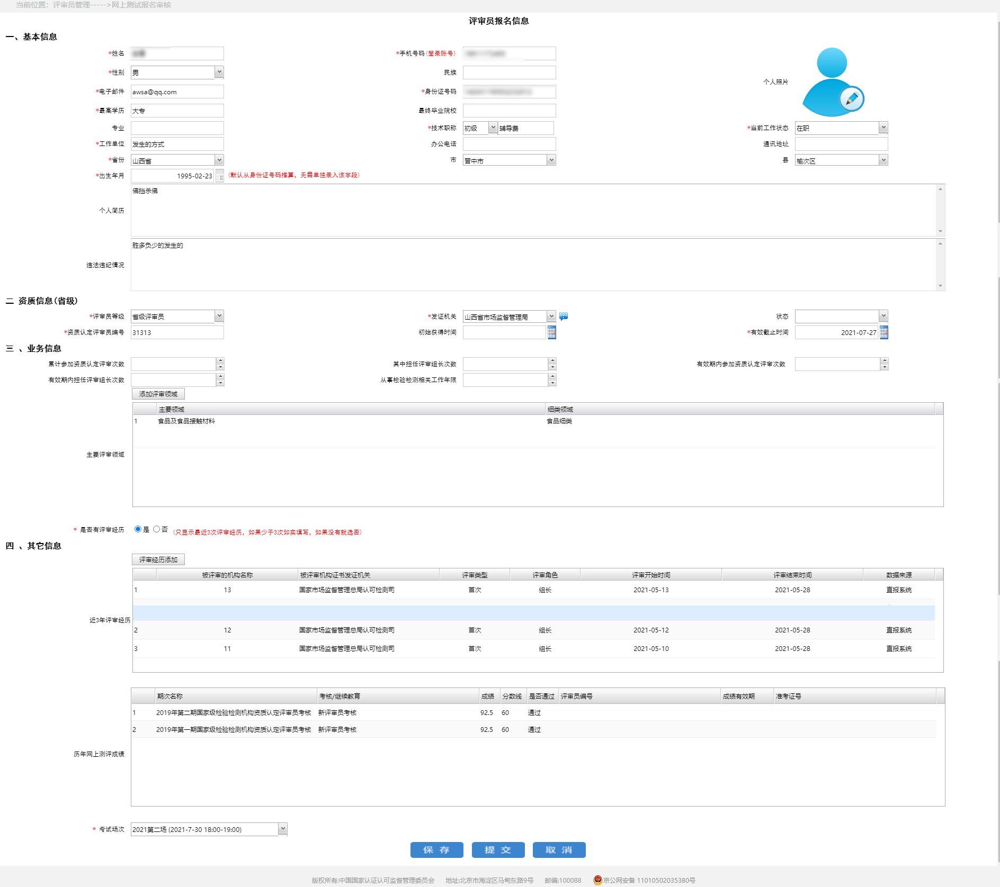 当前位置：评审员管理----->网上测试报名审核
评审员报名信息
一、基本信息
*姓名
*手机号码(登录账号)
*性别 男
民族
个人照片
*电子邮件 awsa@qq.com
*身份证号码
*最高学历 大专
最终毕业院校
专业
*技术职称 初级 辅导费
*当前工作状态 在职
*工作单位 发生的方式
办公电话
通讯地址
*省份 山西省
市 晋中市
县 榆次区
*出生年月 1995-02-23 (默认从身份证号码推算，无需单独录入该字段)
个人简历 佛挡杀佛
违法违纪情况 胜多负少的发生的
二 资质信息(省级)
*评审员等级 省级评审员
*发证机关 山西省市场监督管理局
状态
*资质认定评审员编号 31313
初始获得时间
*有效截止时间 2021-07-27
三 、业务信息
累计参加资质认定评审次数
其中担任评审组长次数
有效期内参加资质认定评审次数
有效期内担任评审组长次数
从事检验检测相关工作年限
添加评审领域
主要领域 细类领域
1 食品及食品接触材料 食品细类
主要评审领域
* 是否有评审经历 是 否 (只显示最近3次评审经历，如果少于3次如实填写，如果没有就选否)
四 、其它信息
评审经历添加
被评审的机构名称 被评审机构证书发证机关 评审类型 评审角色 评审开始时间 评审结束时间 数据来源
1 13 国家市场监督管理总局认可检测司 首次 组长 2021-05-13 2021-05-28 直报系统
近3年评审经历
2 12 国家市场监督管理总局认可检测司 首次 组长 2021-05-12 2021-05-28 直报系统
3 11 国家市场监督管理总局认可检测司 首次 组长 2021-05-10 2021-05-28 直报系统
期次名称 考核/继续教育 成绩 分数线 是否通过 评审员编号 成绩有效期 准考证号
1 2019年第二期国家级检验检测机构资质认定评审员考核 新评审员考核 92.5 60 通过
2 2019年第一期国家级检验检测机构资质认定评审员考核 新评审员考核 92.5 60 通过
历年网上测评成绩
* 考试场次 2021第二场 (2021-7-30 18:00-19:00)
保 存 提 交 取 消
版权所有:中国国家认证认可监督管理委员会 地址:北京市海淀区马甸东路9号 邮编:100088 京公网安备 11010502035380号